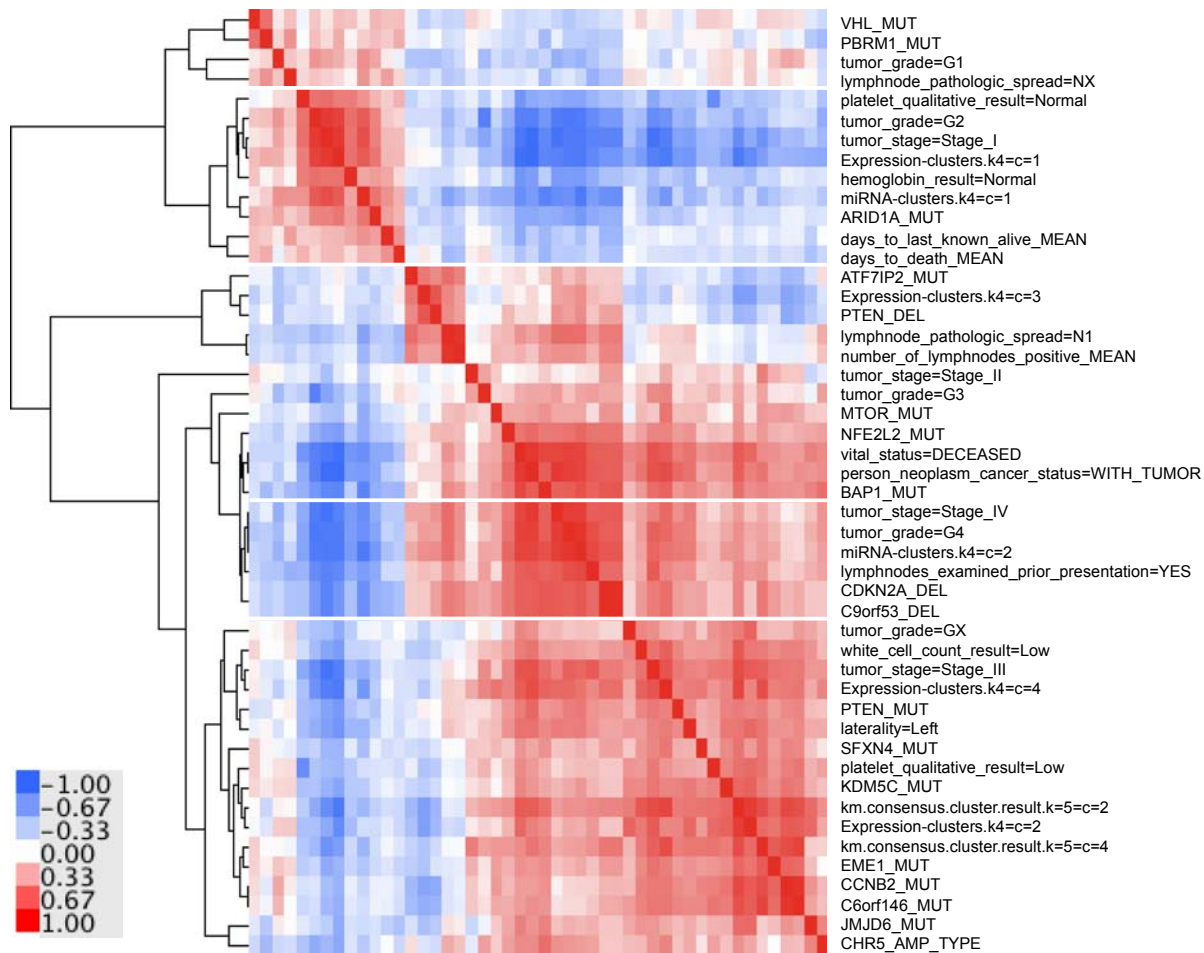 VHL_MUT
PBRM1_MUT
tumor_grade=G1
lymphnode_pathologic_spread=NX
platelet_qualitative_result=Normal
tumor_grade=G2
tumor_stage=Stage_I
Expression-clusters.k4=c=1
hemoglobin_result=Normal
miRNA-clusters.k4=c=1
ARID1A_MUT
days_to_last_known_alive_MEAN
days_to_death_MEAN
ATF7IP2_MUT
Expression-clusters.k4=c=3
PTEN_DEL
lymphnode_pathologic_spread=N1
number_of_lymphnodes_positive_MEAN
tumor_stage=Stage_II
tumor_grade=G3
MTOR_MUT
NFE2L2_MUT
vital_status=DECEASED
person_neoplasm_cancer_status=WITH_TUMOR
BAP1_MUT
tumor_stage=Stage_IV
tumor_grade=G4
miRNA-clusters.k4=c=2
lymphnodes_examined_prior_presentation=YES
CDKN2A_DEL
C9orf53_DEL
tumor_grade=GX
white_cell_count_result=Low
tumor_stage=Stage_III
Expression-clusters.k4=c=4
PTEN_MUT
laterality=Left
SFXN4_MUT
platelet_qualitative_result=Low
KDM5C_MUT
km.consensus.cluster.result.k=5=c=2
Expression-clusters.k4=c=2
km.consensus.cluster.result.k=5=c=4
EME1_MUT
CCNB2_MUT
C6orf146_MUT
JMJD6_MUT
CHR5_AMP_TYPE
−1.00
−0.67
−0.33
0.00
0.33
0.67
1.00